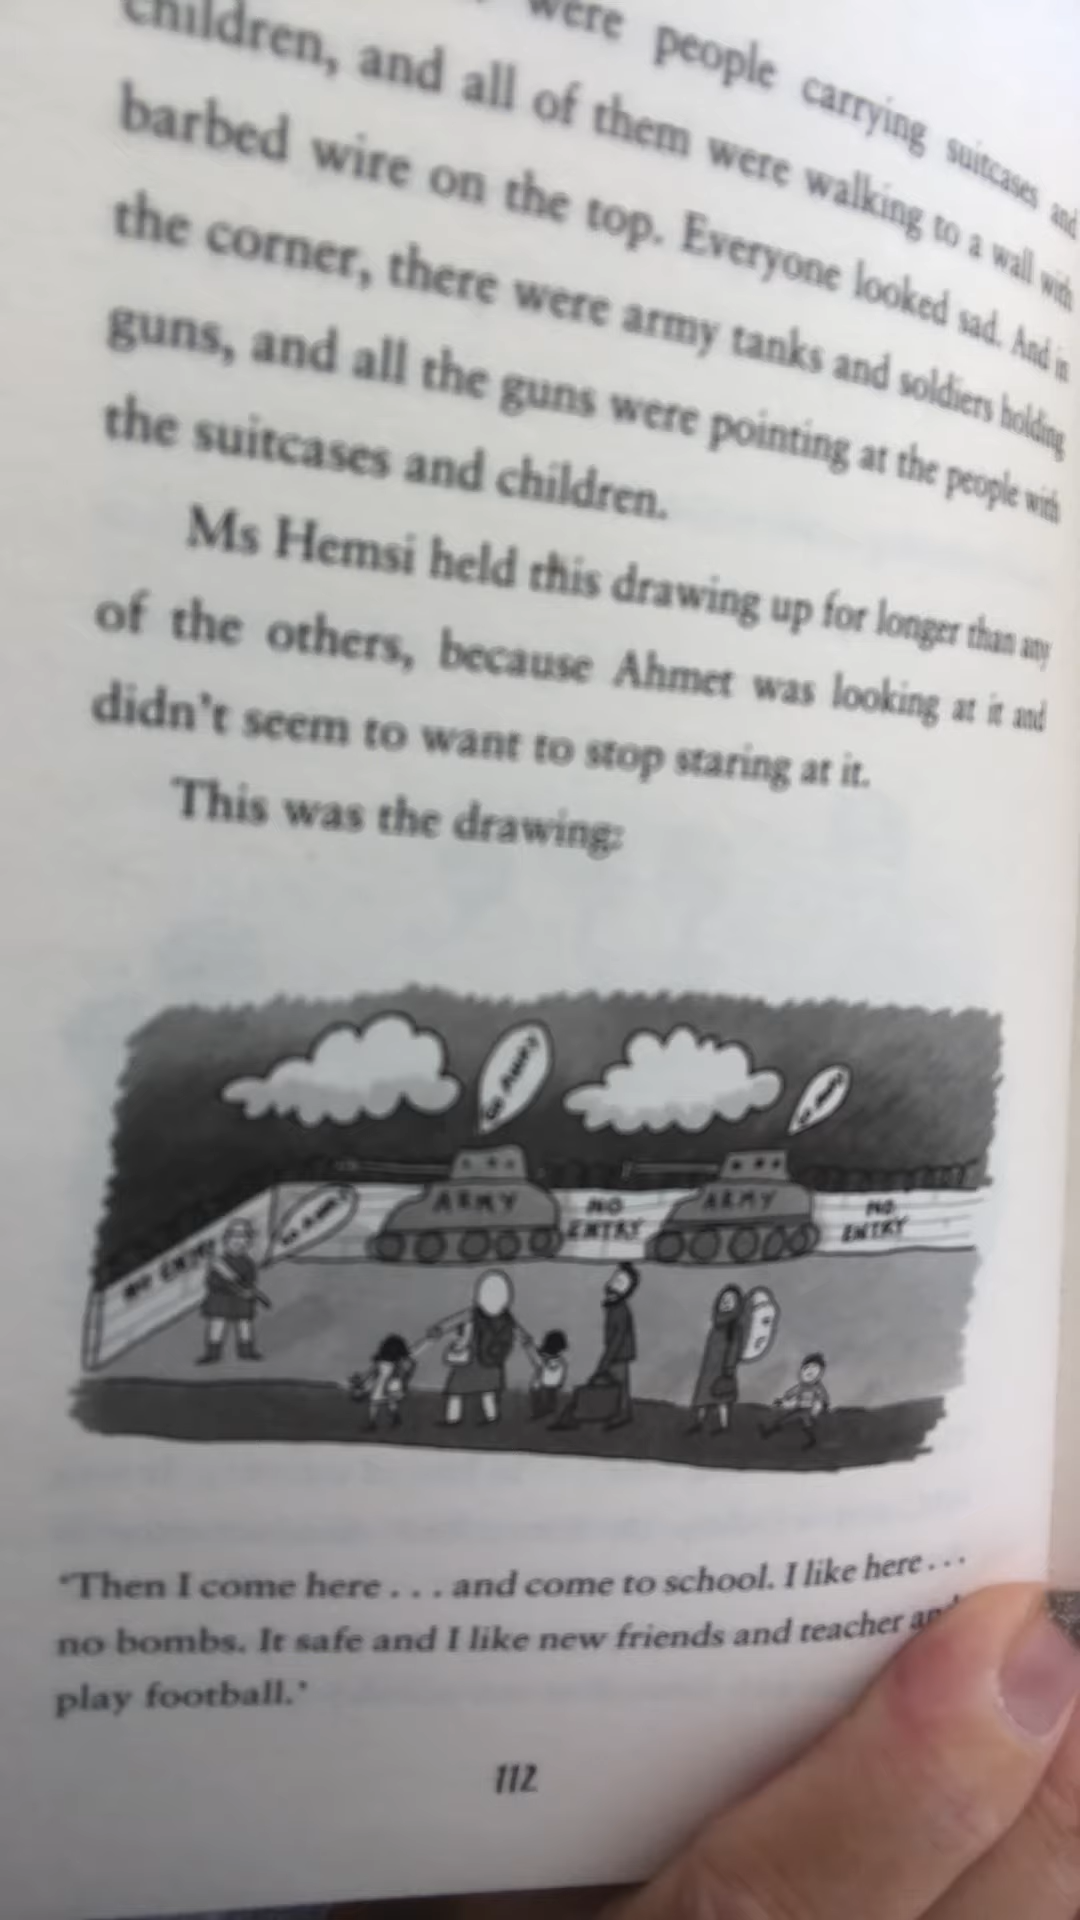 were people carrying suitcases and
children, and all of them were walking to a wall with
barbed wire on the top. Everyone looked sad. And in
the corner, there were army tanks and soldiers holding
guns, and all the guns were pointing at the people with
the suitcases and children.
Ms Hemsi held this drawing up for longer than any
of the others, because Ahmet was looking at it and
didn't seem to want to stop staring at it.
This was the drawing:
GO AWAY!
ARMY
NO
ENTRY
ARMY
NO
ENTRY
NO ENTRY
'Then I come here . . . and come to school. I like here . . .
no bombs. It safe and I like new friends and teacher and
play football.'
112